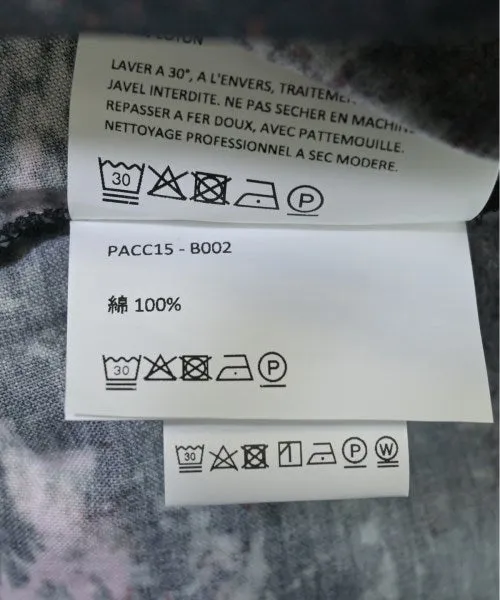 LAVER A 30°, A L'ENVERS, TRAITEME
JAVEL INTERDITE. NE PAS SECHER EN MACHIN
REPASSER A FER DOUX, AVEC PATTEMOUILLE.
NETTOYAGE PROFESSIONNEL A SEC MODERE.
30 P
PACC15 - B002
綿 100%
30 P
30 P W